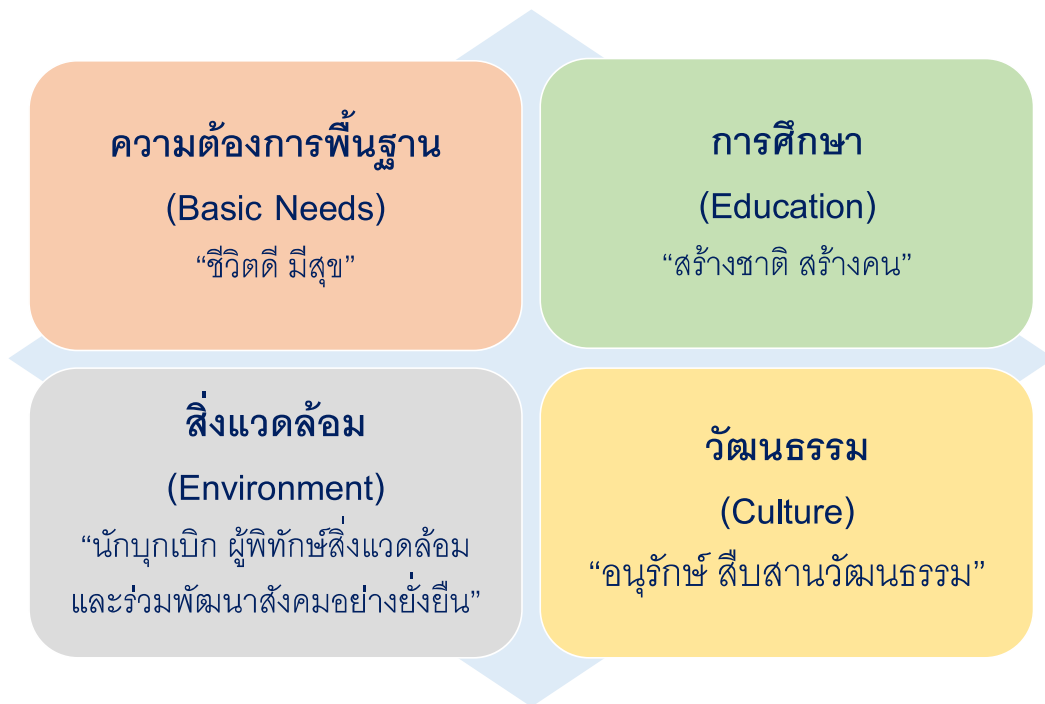 ความต้องการพื้นฐาน
(Basic Needs)
“ชีวิตดี มีสุข”
การศึกษา
(Education)
“สร้างชาติ สร้างคน”
สิ่งแวดล้อม
(Environment)
“นักบุกเบิก ผู้พิทักษ์สิ่งแวดล้อม
และร่วมพัฒนาสังคมอย่างยั่งยืน”
วัฒนธรรม
(Culture)
“อนุรักษ์ สืบสานวัฒนธรรม”